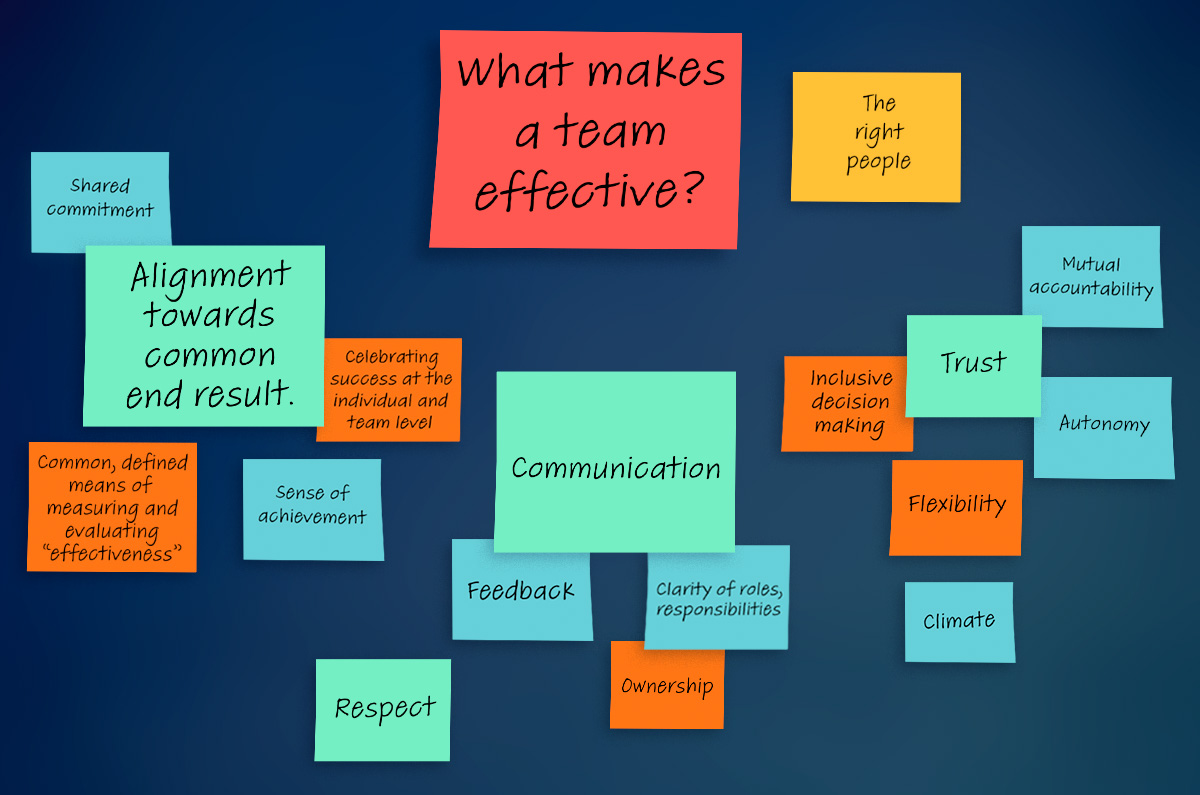 What makes
a team
effective?
The
right
people
Shared
commitment
Alignment
towards
common
end result.
Celebrating
success at the
individual and
team level
Common, defined
means of
measuring and
evaluating
“effectiveness”
Sense of
achievement
Communication
Feedback
Clarity of roles,
responsibilities
Ownership
Respect
Mutual
accountability
Trust
Inclusive
decision
making
Autonomy
Flexibility
Climate